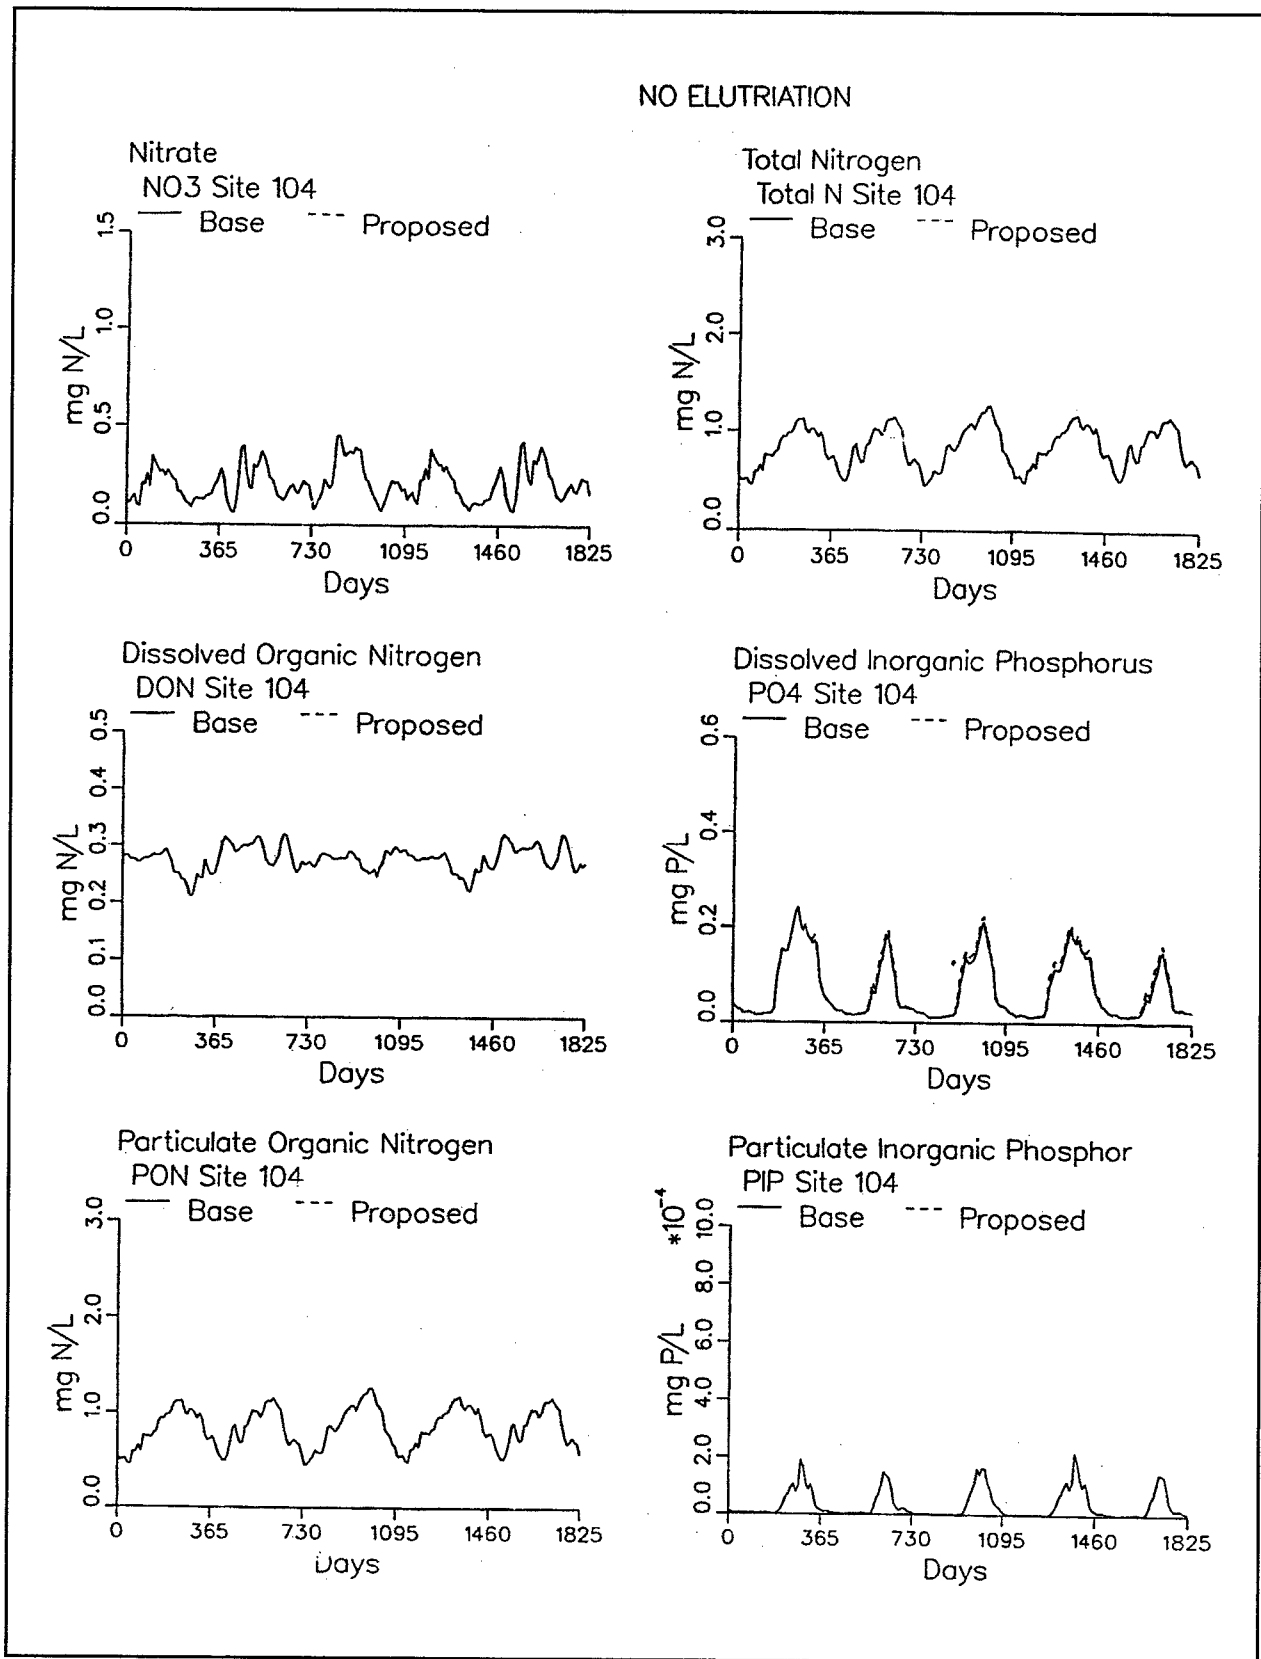 NO ELUTRIATION
Nitrate
NO3 Site 104
Base Proposed
1.5
1.0
0.5
0.0
mg N/L
0 365 730 1095 1460 1825
Days
Total Nitrogen
Total N Site 104
Base Proposed
3.0
2.0
1.0
0.0
mg N/L
0 365 730 1095 1460 1825
Days
Dissolved Organic Nitrogen
DON Site 104
Base Proposed
0.5
0.4
0.3
0.2
0.1
0.0
mg N/L
0 365 730 1095 1460 1825
Days
Dissolved Inorganic Phosphorus
PO4 Site 104
Base Proposed
0.6
0.4
0.2
0.0
mg P/L
0 365 730 1095 1460 1825
Days
Particulate Organic Nitrogen
PON Site 104
Base Proposed
3.0
2.0
1.0
0.0
mg N/L
0 365 730 1095 1460 1825
Days
Particulate Inorganic Phosphor
PIP Site 104
Base Proposed
*10⁻⁴
10.0
8.0
6.0
4.0
2.0
0.0
mg P/L
0 365 730 1095 1460 1825
Days